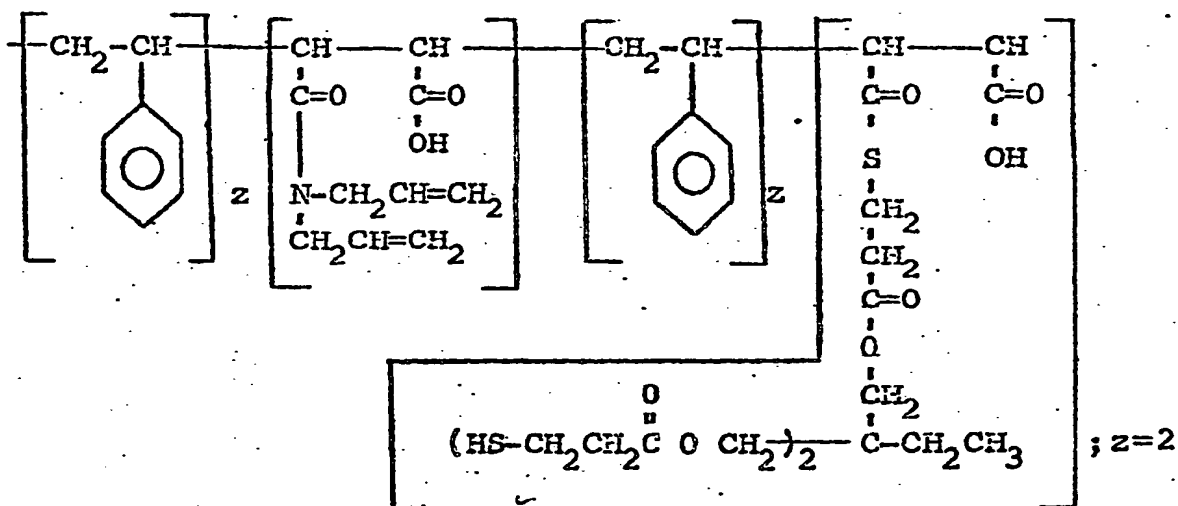 CH2-CH CH CH CH2-CH CH CH
C=O C=O C=O C=O
OH S OH
z N-CH2CH=CH2 z CH2
CH2CH=CH2 CH2
C=O
O
O CH2
(HS-CH2CH2C O CH2)2 C-CH2CH3 ; z=2